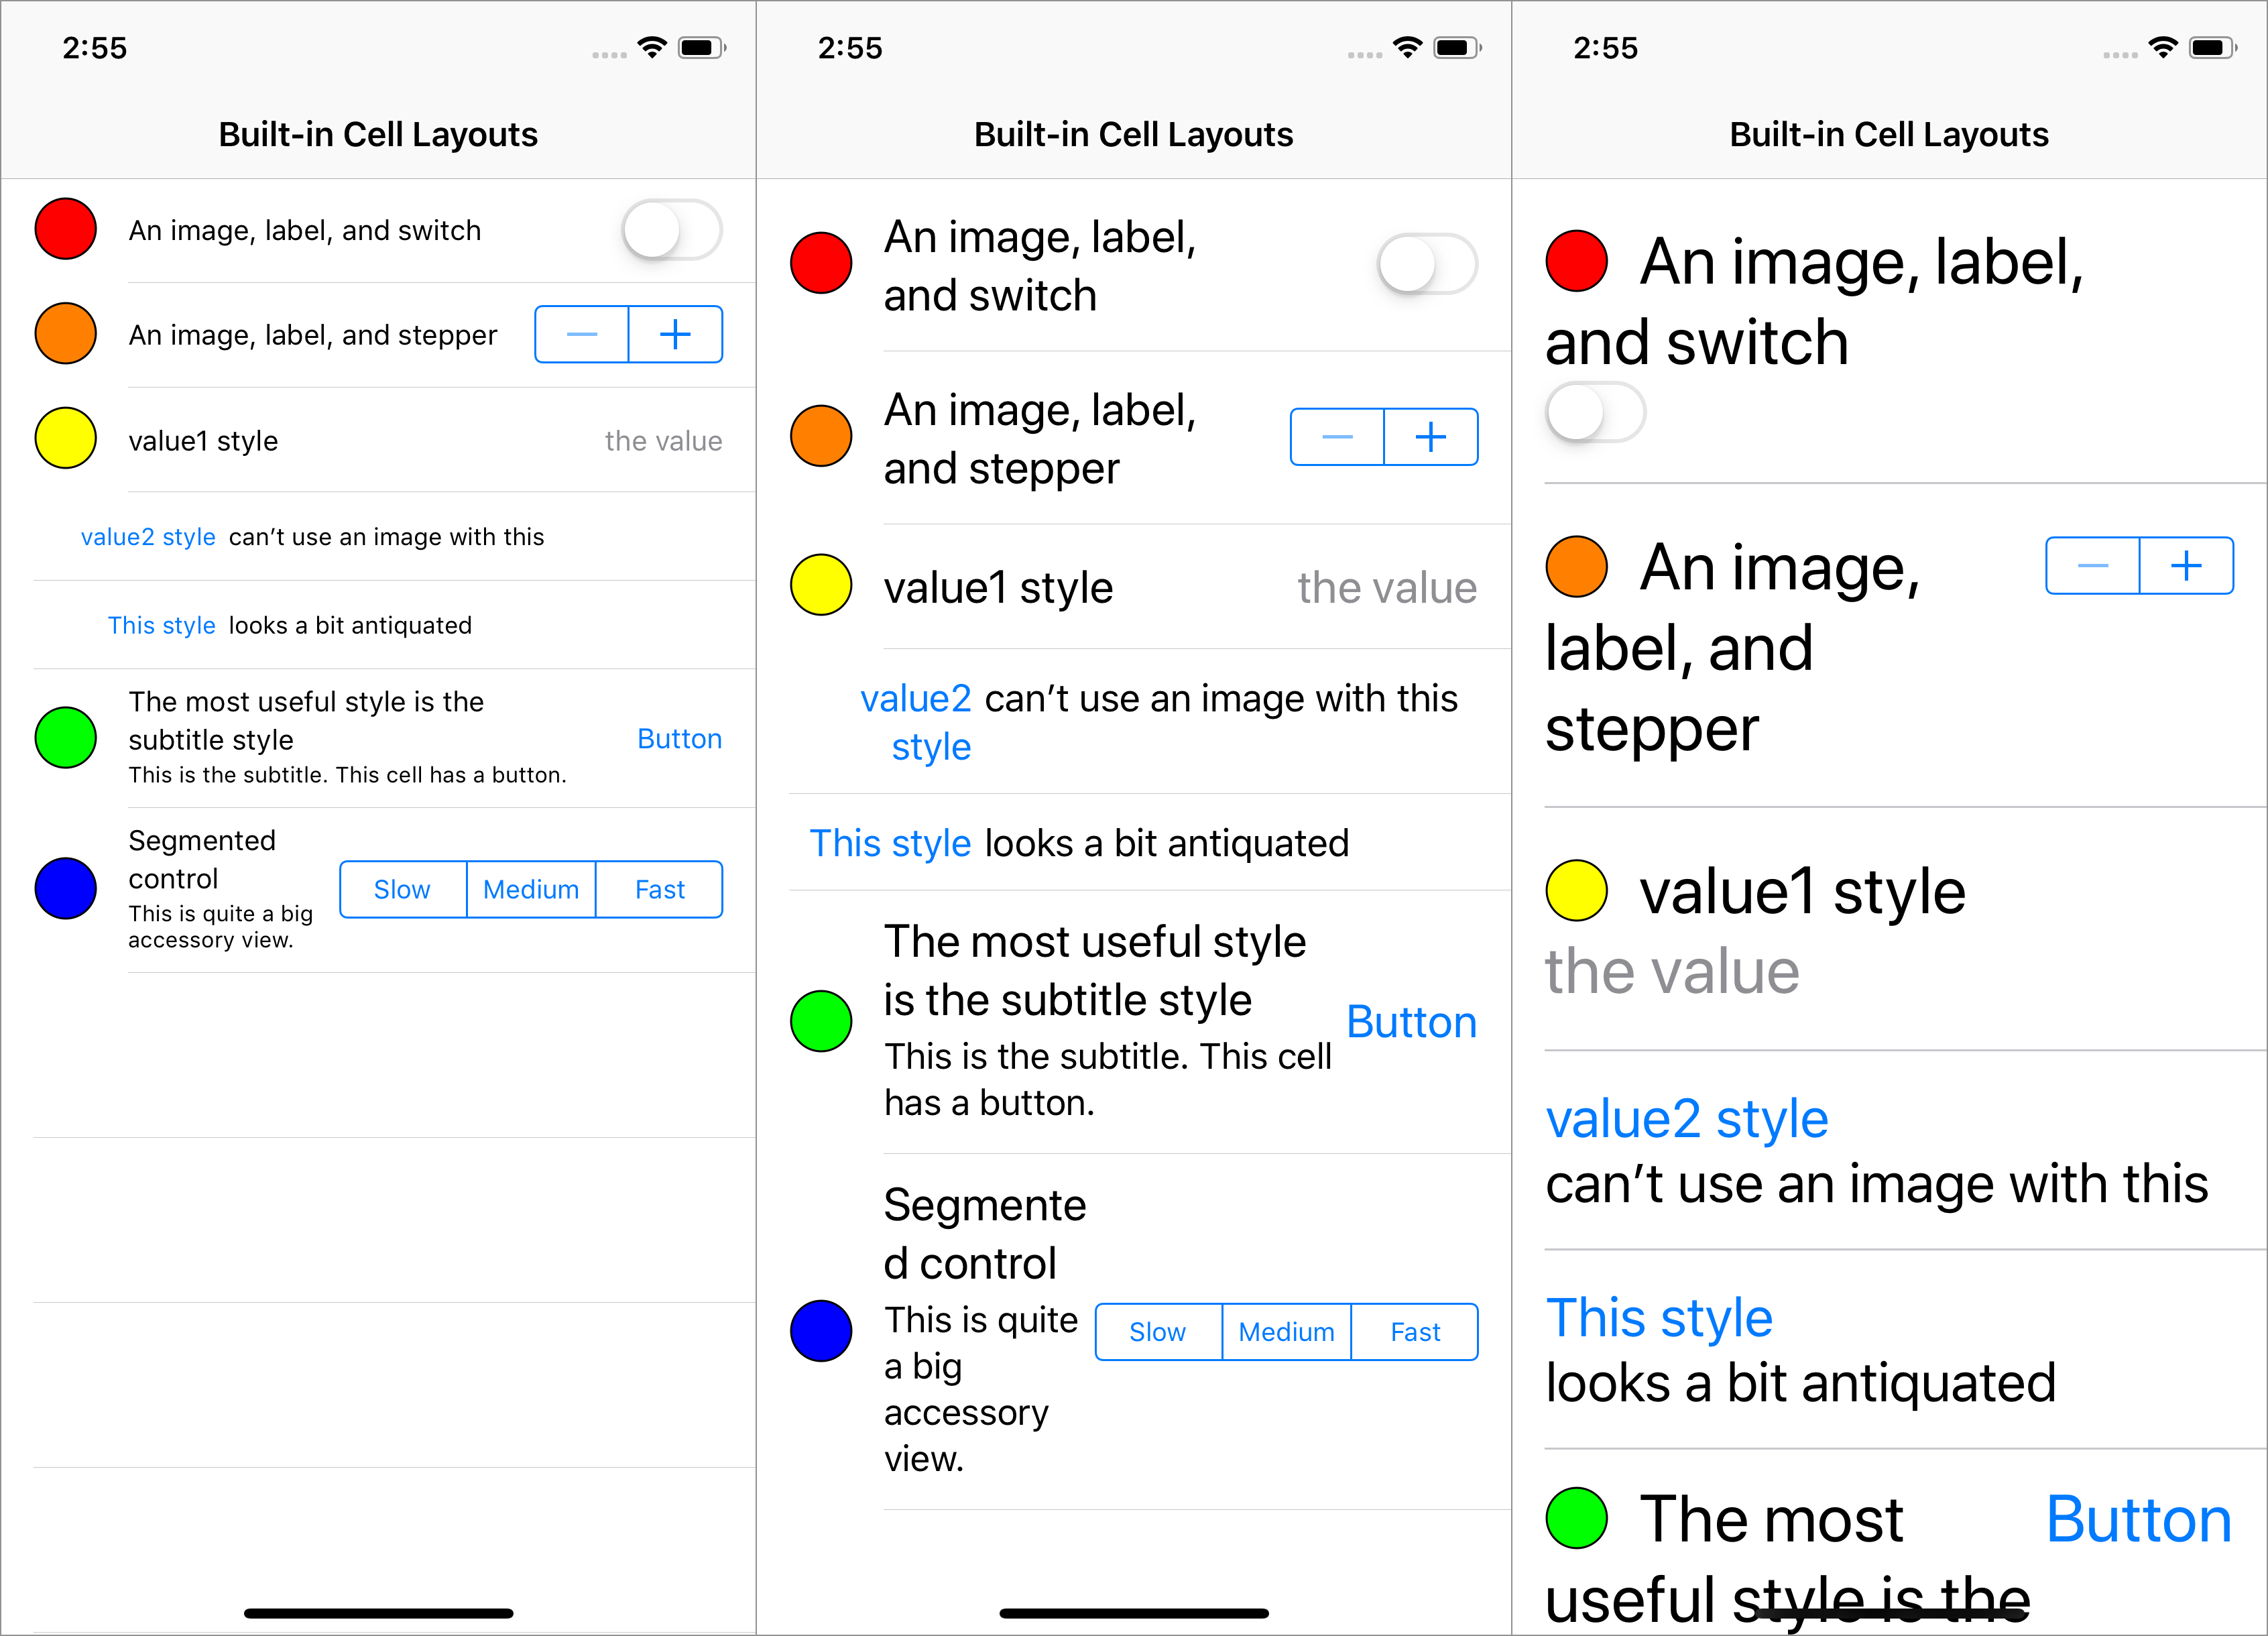 2:55
Built-in Cell Layouts
An image, label, and switch
An image, label, and stepper
value1 style the value
value2 style can’t use an image with this
This style looks a bit antiquated
The most useful style is the
subtitle style
This is the subtitle. This cell has a button.
Button
Segmented
control
This is quite a big
accessory view.
Slow Medium Fast
2:55
Built-in Cell Layouts
An image, label,
and switch
An image, label,
and stepper
value1 style the value
value2 can’t use an image with this
style
This style looks a bit antiquated
The most useful style
is the subtitle style
This is the subtitle. This cell
has a button.
Button
Segmente
d control
This is quite
a big
accessory
view.
Slow Medium Fast
2:55
Built-in Cell Layouts
An image, label,
and switch
An image,
label, and
stepper
value1 style
the value
value2 style
can’t use an image with this
This style
looks a bit antiquated
The most Button
useful style is the